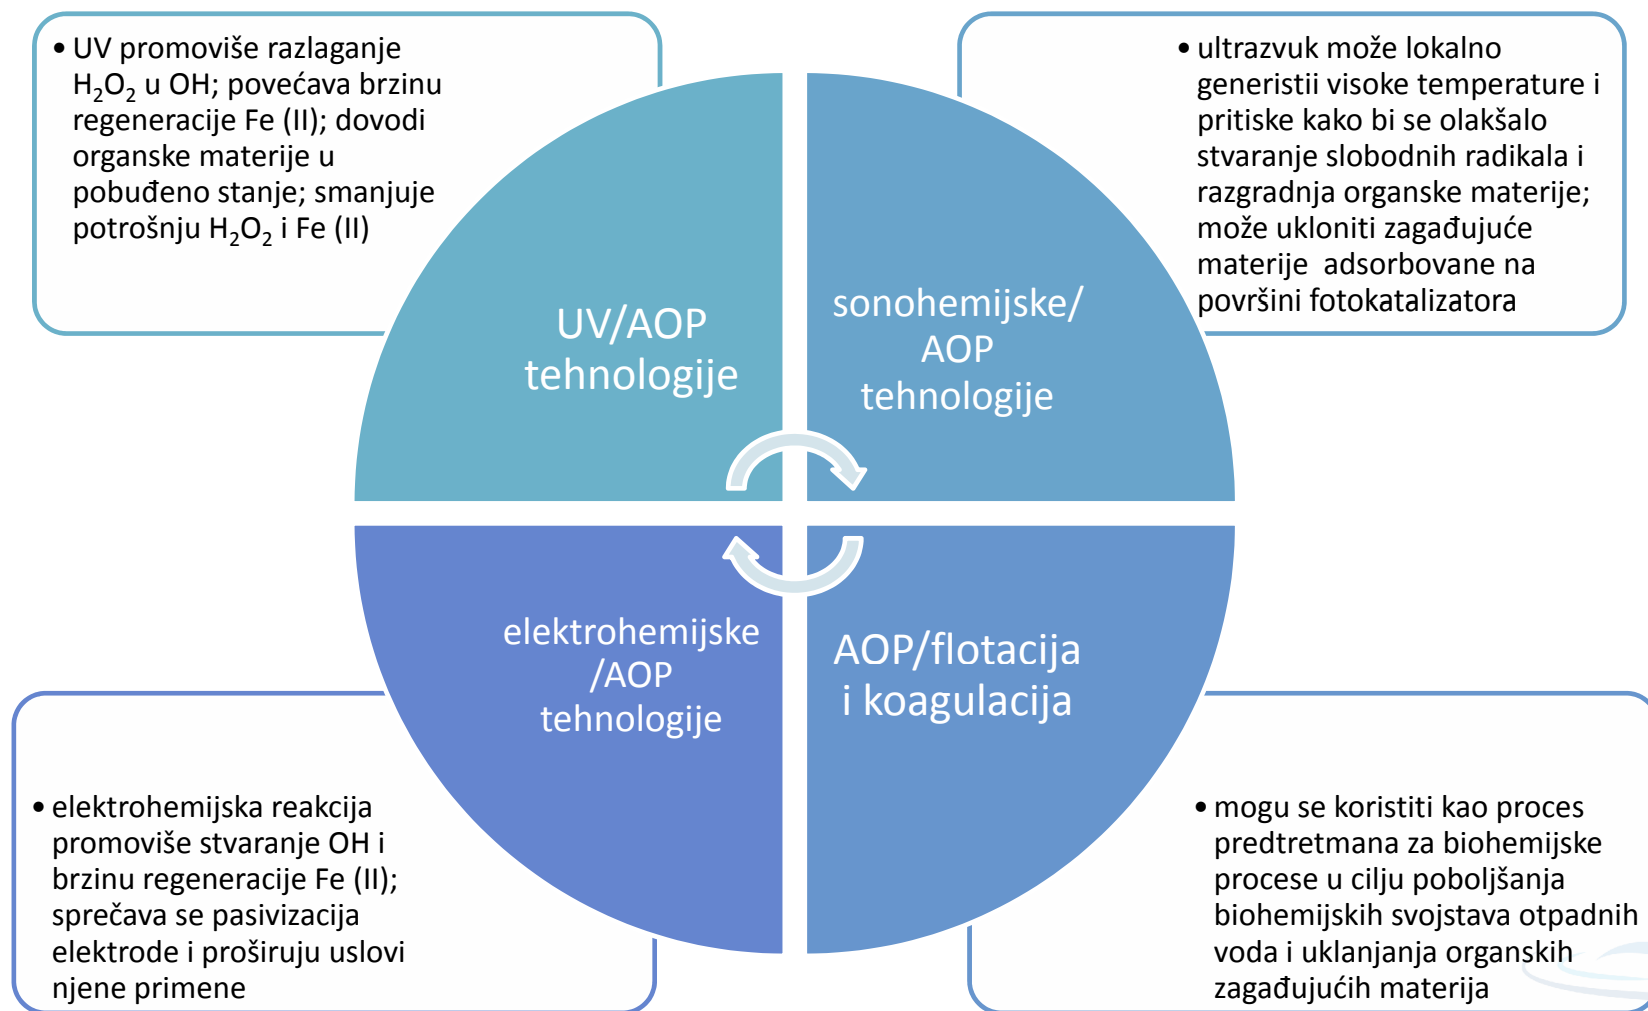 • UV promoviše razlaganje
H₂O₂ u OH; povećava brzinu
regeneracije Fe (II); dovodi
organske materije u
pobuđeno stanje; smanjuje
potrošnju H₂O₂ i Fe (II)
• ultrazvuk može lokalno
generistii visoke temperature i
pritiske kako bi se olakšalo
stvaranje slobodnih radikala i
razgradnja organske materije;
može ukloniti zagađujuće
materije adsorbovane na
površini fotokatalizatora
UV/AOP
tehnologije
sonohemijske/
AOP
tehnologije
elektrohemijske
/AOP
tehnologije
AOP/flotacija
i koagulacija
• elektrohemijska reakcija
promoviše stvaranje OH i
brzinu regeneracije Fe (II);
sprečava se pasivizacija
elektrode i proširuju uslovi
njene primene
• mogu se koristiti kao proces
predtretmana za biohemijske
procese u cilju poboljšanja
biohemijskih svojstava otpadnih
voda i uklanjanja organskih
zagađujućih materija